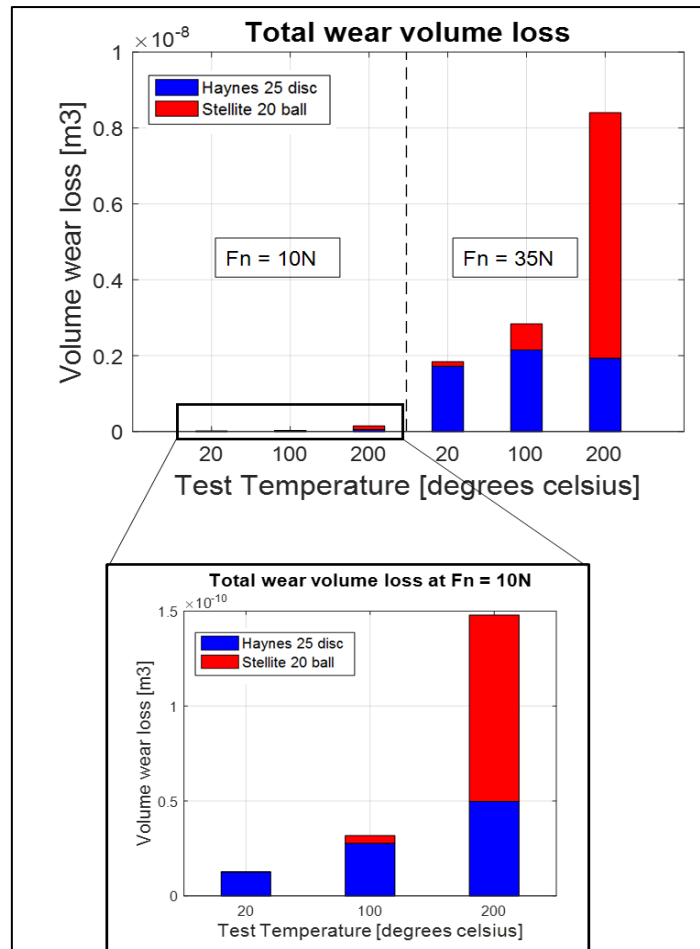 Total wear volume loss
×10^-8
1
0.8
0.6
0.4
0.2
0
Volume wear loss [m3]
Haynes 25 disc
Stellite 20 ball
Fn = 10N
Fn = 35N
20 100 200 20 100 200
Test Temperature [degrees celsius]
Total wear volume loss at Fn = 10N
×10^-10
1.5
1
0.5
0
Volume wear loss [m3]
Haynes 25 disc
Stellite 20 ball
20 100 200
Test Temperature [degrees celsius]